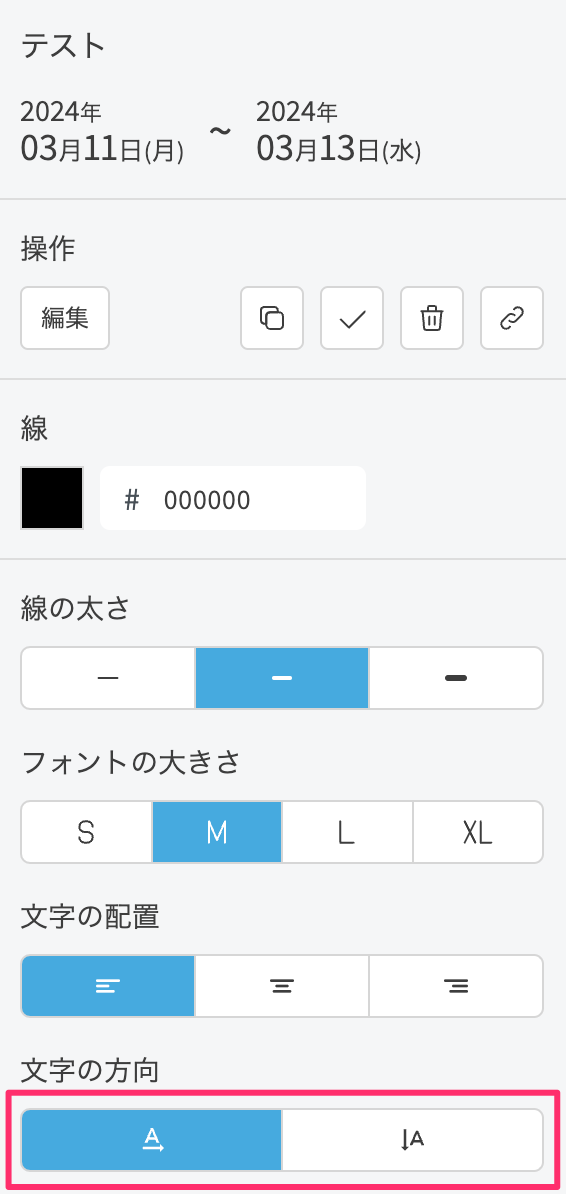 テスト
2024年
03月11日(月)
～
2024年
03月13日(水)
操作
編集
線
# 000000
線の太さ
フォントの大きさ
S M L XL
文字の配置
文字の方向
A A